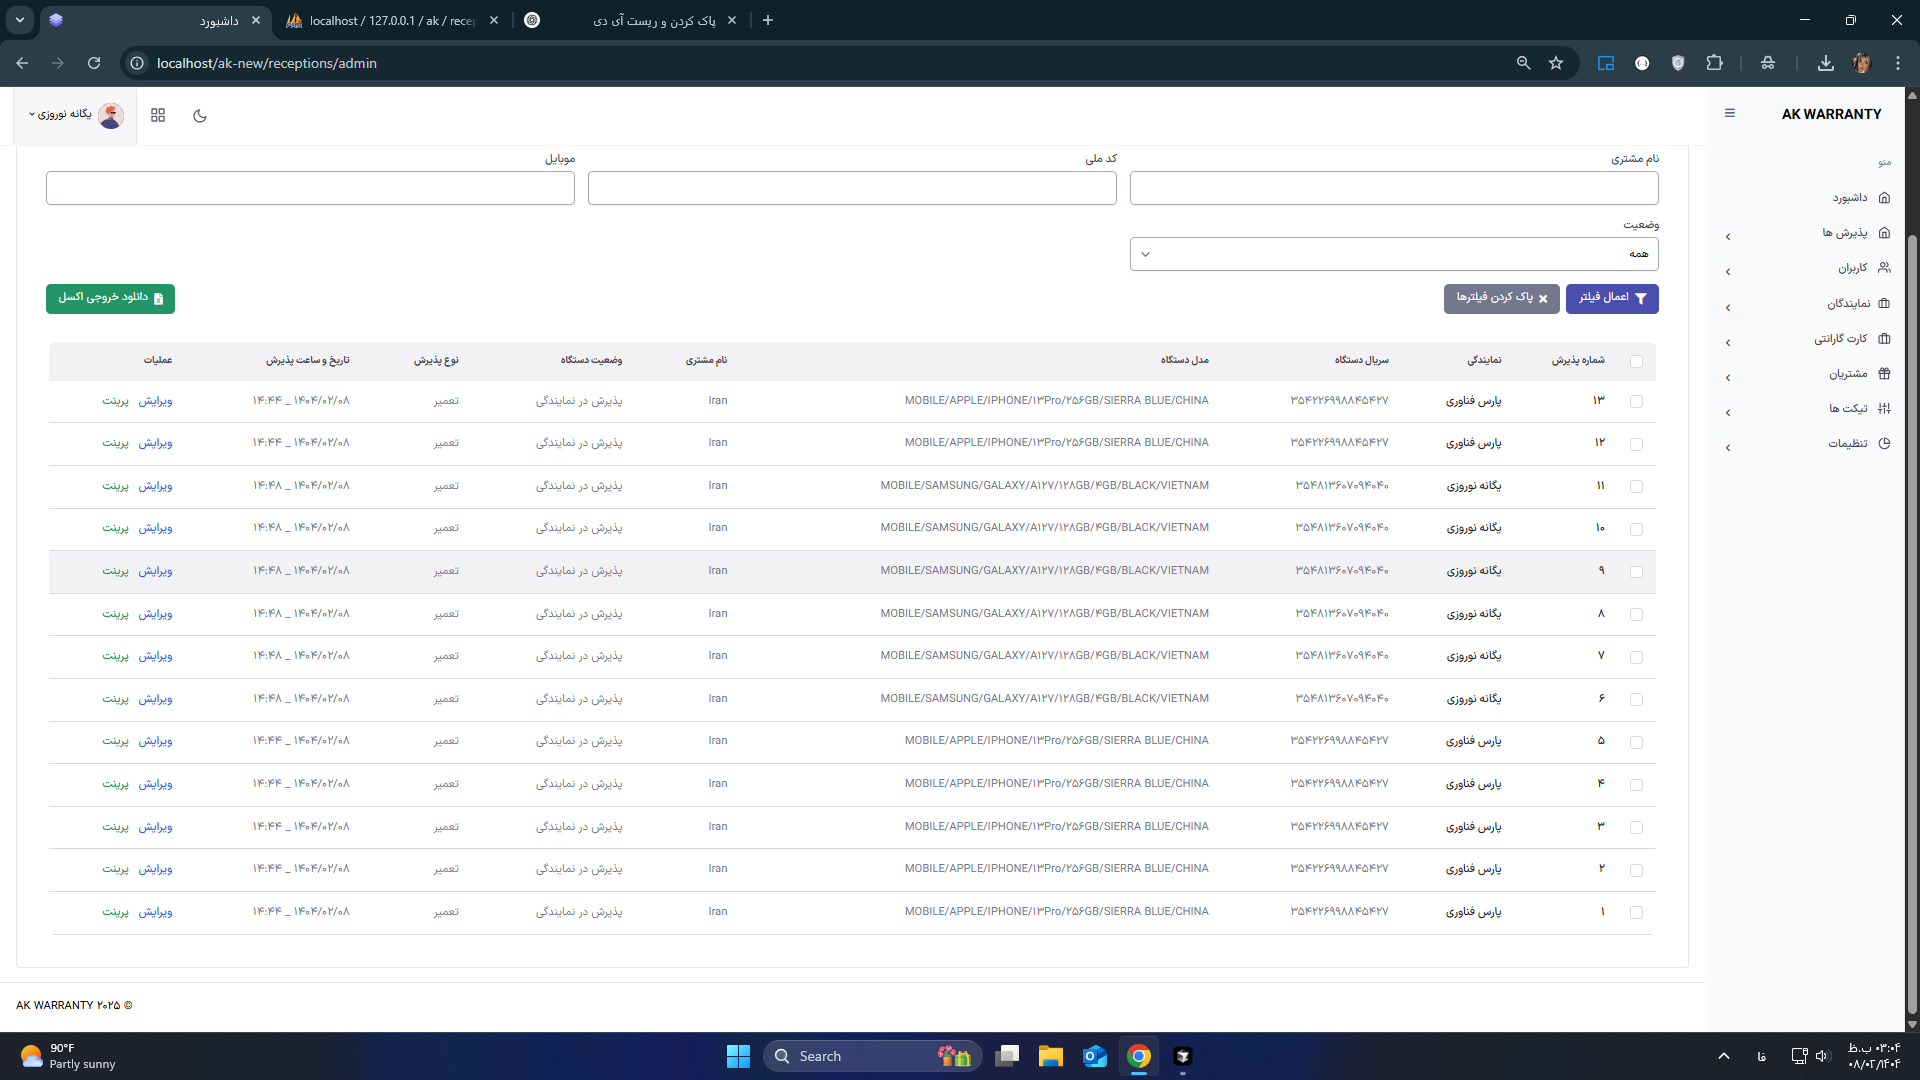 داشبورد
localhost / 127.0.0.1 / ak / recep
پاک کردن و ریست آی دی
localhost/ak-new/receptions/admin
AK WARRANTY
یگانه نوروزی
منو
داشبورد
پذیرش ها
کاربران
نمایندگان
کارت گارانتی
مشتریان
تیکت ها
تنظیمات
نام مشتری
کد ملی
موبایل
وضعیت
همه
اعمال فیلتر
پاک کردن فیلترها
دانلود خروجی اکسل
شماره پذیرش نمایندگی سریال دستگاه مدل دستگاه نام مشتری وضعیت دستگاه نوع پذیرش تاریخ و ساعت پذیرش عملیات
۱۳ پارس فناوری ۳۵۴۲۲۶۹۹۸۸۴۵۴۲۷ MOBILE/APPLE/IPHONE/۱۳Pro/۲۵۶GB/SIERRA BLUE/CHINA Iran پذیرش در نمایندگی تعمیر ۱۴۰۴/۰۲/۰۸ _ ۱۴:۴۴ ویرایش پرینت
۱۲ پارس فناوری ۳۵۴۲۲۶۹۹۸۸۴۵۴۲۷ MOBILE/APPLE/IPHONE/۱۳Pro/۲۵۶GB/SIERRA BLUE/CHINA Iran پذیرش در نمایندگی تعمیر ۱۴۰۴/۰۲/۰۸ _ ۱۴:۴۴ ویرایش پرینت
۱۱ یگانه نوروزی ۳۵۴۸۱۳۶۰۷۰۹۴۰۴۰ MOBILE/SAMSUNG/GALAXY/A۱۲۷/۱۲۸GB/۴GB/BLACK/VIETNAM Iran پذیرش در نمایندگی تعمیر ۱۴۰۴/۰۲/۰۸ _ ۱۴:۴۸ ویرایش پرینت
۱۰ یگانه نوروزی ۳۵۴۸۱۳۶۰۷۰۹۴۰۴۰ MOBILE/SAMSUNG/GALAXY/A۱۲۷/۱۲۸GB/۴GB/BLACK/VIETNAM Iran پذیرش در نمایندگی تعمیر ۱۴۰۴/۰۲/۰۸ _ ۱۴:۴۸ ویرایش پرینت
۹ یگانه نوروزی ۳۵۴۸۱۳۶۰۷۰۹۴۰۴۰ MOBILE/SAMSUNG/GALAXY/A۱۲۷/۱۲۸GB/۴GB/BLACK/VIETNAM Iran پذیرش در نمایندگی تعمیر ۱۴۰۴/۰۲/۰۸ _ ۱۴:۴۸ ویرایش پرینت
۸ یگانه نوروزی ۳۵۴۸۱۳۶۰۷۰۹۴۰۴۰ MOBILE/SAMSUNG/GALAXY/A۱۲۷/۱۲۸GB/۴GB/BLACK/VIETNAM Iran پذیرش در نمایندگی تعمیر ۱۴۰۴/۰۲/۰۸ _ ۱۴:۴۸ ویرایش پرینت
۷ یگانه نوروزی ۳۵۴۸۱۳۶۰۷۰۹۴۰۴۰ MOBILE/SAMSUNG/GALAXY/A۱۲۷/۱۲۸GB/۴GB/BLACK/VIETNAM Iran پذیرش در نمایندگی تعمیر ۱۴۰۴/۰۲/۰۸ _ ۱۴:۴۸ ویرایش پرینت
۶ یگانه نوروزی ۳۵۴۸۱۳۶۰۷۰۹۴۰۴۰ MOBILE/SAMSUNG/GALAXY/A۱۲۷/۱۲۸GB/۴GB/BLACK/VIETNAM Iran پذیرش در نمایندگی تعمیر ۱۴۰۴/۰۲/۰۸ _ ۱۴:۴۸ ویرایش پرینت
۵ پارس فناوری ۳۵۴۲۲۶۹۹۸۸۴۵۴۲۷ MOBILE/APPLE/IPHONE/۱۳Pro/۲۵۶GB/SIERRA BLUE/CHINA Iran پذیرش در نمایندگی تعمیر ۱۴۰۴/۰۲/۰۸ _ ۱۴:۴۴ ویرایش پرینت
۴ پارس فناوری ۳۵۴۲۲۶۹۹۸۸۴۵۴۲۷ MOBILE/APPLE/IPHONE/۱۳Pro/۲۵۶GB/SIERRA BLUE/CHINA Iran پذیرش در نمایندگی تعمیر ۱۴۰۴/۰۲/۰۸ _ ۱۴:۴۴ ویرایش پرینت
۳ پارس فناوری ۳۵۴۲۲۶۹۹۸۸۴۵۴۲۷ MOBILE/APPLE/IPHONE/۱۳Pro/۲۵۶GB/SIERRA BLUE/CHINA Iran پذیرش در نمایندگی تعمیر ۱۴۰۴/۰۲/۰۸ _ ۱۴:۴۴ ویرایش پرینت
۲ پارس فناوری ۳۵۴۲۲۶۹۹۸۸۴۵۴۲۷ MOBILE/APPLE/IPHONE/۱۳Pro/۲۵۶GB/SIERRA BLUE/CHINA Iran پذیرش در نمایندگی تعمیر ۱۴۰۴/۰۲/۰۸ _ ۱۴:۴۴ ویرایش پرینت
۱ پارس فناوری ۳۵۴۲۲۶۹۹۸۸۴۵۴۲۷ MOBILE/APPLE/IPHONE/۱۳Pro/۲۵۶GB/SIERRA BLUE/CHINA Iran پذیرش در نمایندگی تعمیر ۱۴۰۴/۰۲/۰۸ _ ۱۴:۴۴ ویرایش پرینت
AK WARRANTY ۲۰۲۵ ©
90°F
Partly sunny
Search
فا
۰۳:۰۴ ب.ظ
۰۸/۰۲/۱۴۰۴